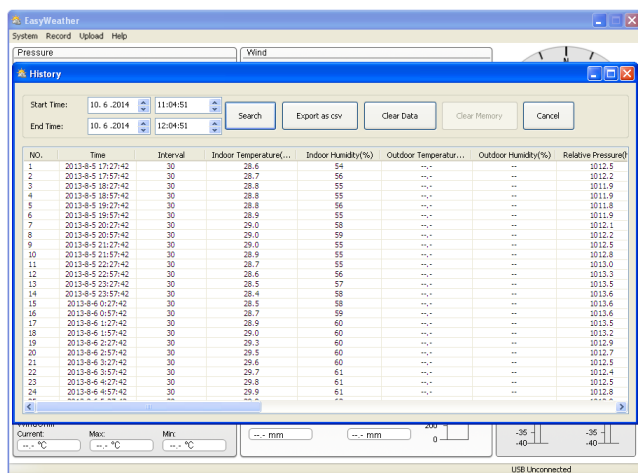 EasyWeather
System Record Upload Help
Pressure Wind
N
History
Start Time: 10. 6 .2014 11:04:51
Search Export as csv Clear Data Clear Memory Cancel
End Time: 10. 6 .2014 12:04:51
NO. Time Interval Indoor Temperature(... Indoor Humidity(%) Outdoor Temperatur... Outdoor Humidity(%) Relative Pressure(
1 2013-8-5 17:27:42 30 28.6 54 --.- -- 1012.5
2 2013-8-5 17:57:42 30 28.7 56 --.- -- 1012.2
3 2013-8-5 18:27:42 30 28.8 55 --.- -- 1011.9
4 2013-8-5 18:57:42 30 28.8 55 --.- -- 1011.9
5 2013-8-5 19:27:42 30 28.8 56 --.- -- 1011.8
6 2013-8-5 19:57:42 30 28.9 55 --.- -- 1011.9
7 2013-8-5 20:27:42 30 29.0 58 --.- -- 1012.1
8 2013-8-5 20:57:42 30 29.0 59 --.- -- 1012.2
9 2013-8-5 21:27:42 30 29.0 55 --.- -- 1012.5
10 2013-8-5 21:57:42 30 28.9 55 --.- -- 1012.8
11 2013-8-5 22:27:42 30 28.7 55 --.- -- 1013.0
12 2013-8-5 22:57:42 30 28.6 56 --.- -- 1013.3
13 2013-8-5 23:27:42 30 28.5 57 --.- -- 1013.5
14 2013-8-5 23:57:42 30 28.4 58 --.- -- 1013.6
15 2013-8-6 0:27:42 30 28.5 58 --.- -- 1013.6
16 2013-8-6 0:57:42 30 28.7 59 --.- -- 1013.6
17 2013-8-6 1:27:42 30 28.9 60 --.- -- 1013.5
18 2013-8-6 1:57:42 30 29.0 60 --.- -- 1013.2
19 2013-8-6 2:27:42 30 29.3 60 --.- -- 1012.9
20 2013-8-6 2:57:42 30 29.5 60 --.- -- 1012.7
21 2013-8-6 3:27:42 30 29.6 60 --.- -- 1012.5
22 2013-8-6 3:57:42 30 29.7 61 --.- -- 1012.4
23 2013-8-6 4:27:42 30 29.8 61 --.- -- 1012.5
24 2013-8-6 4:57:42 30 29.9 61 --.- -- 1012.8
Current: Max: Min:
--.- °C --.- °C --.- °C
--.- mm --.- mm
200
0
-35 -35
-40 -40
USB Unconnected